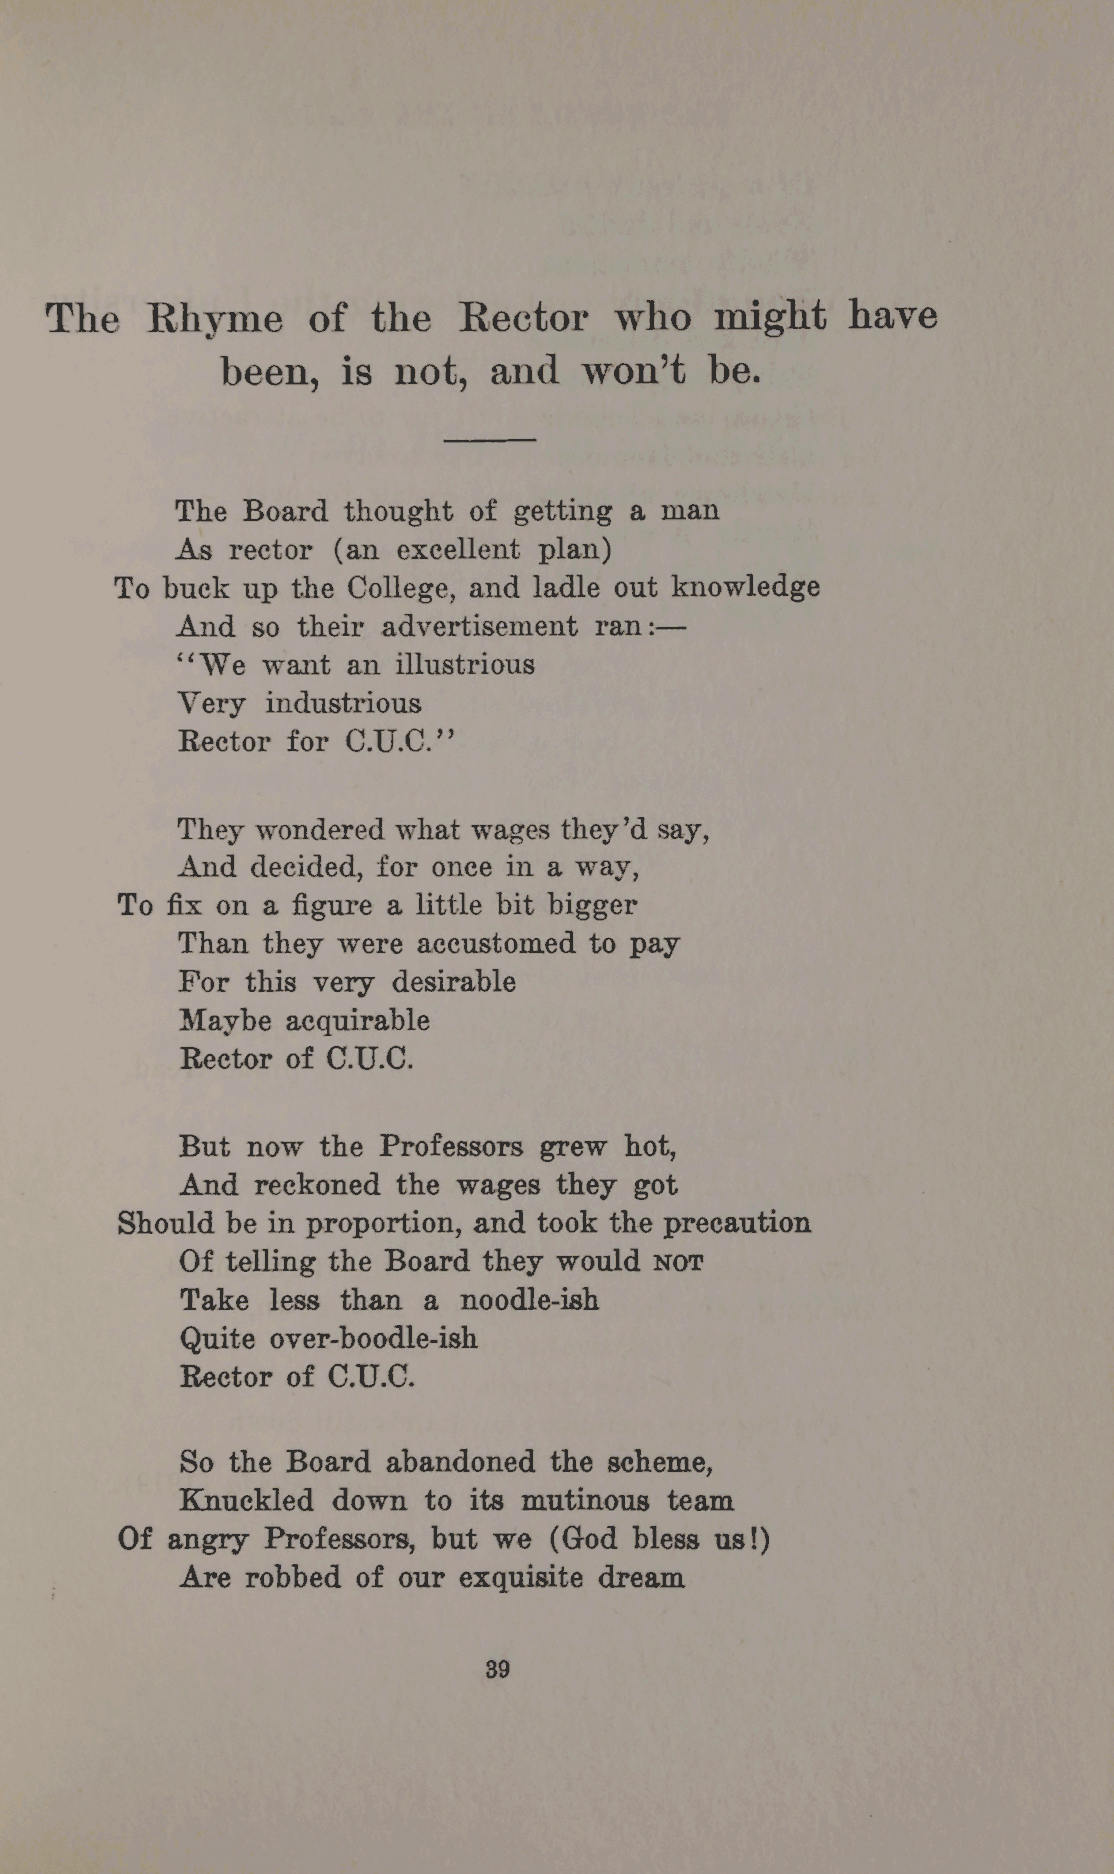 The Rhyme of the Rector who might have
been, is not, and won't be.
The Board thought of getting a man
As rector (an excellent plan)
To buck up the College, and ladle out knowledge
And so their advertisement ran:—
“We want an illustrious
Very industrious
Rector for C.U.C.”
They wondered what wages they'd say,
And decided, for once in a way,
To fix on a figure a little bit bigger
Than they were accustomed to pay
For this very desirable
Maybe acquirable
Rector of C.U.C.
But now the Professors grew hot,
And reckoned the wages they got
Should be in proportion, and took the precaution
Of telling the Board they would NOT
Take less than a noodle-ish
Quite over-boodle-ish
Rector of C.U.C.
So the Board abandoned the scheme,
Knuckled down to its mutinous team
Of angry Professors, but we (God bless us!)
Are robbed of our exquisite dream
39